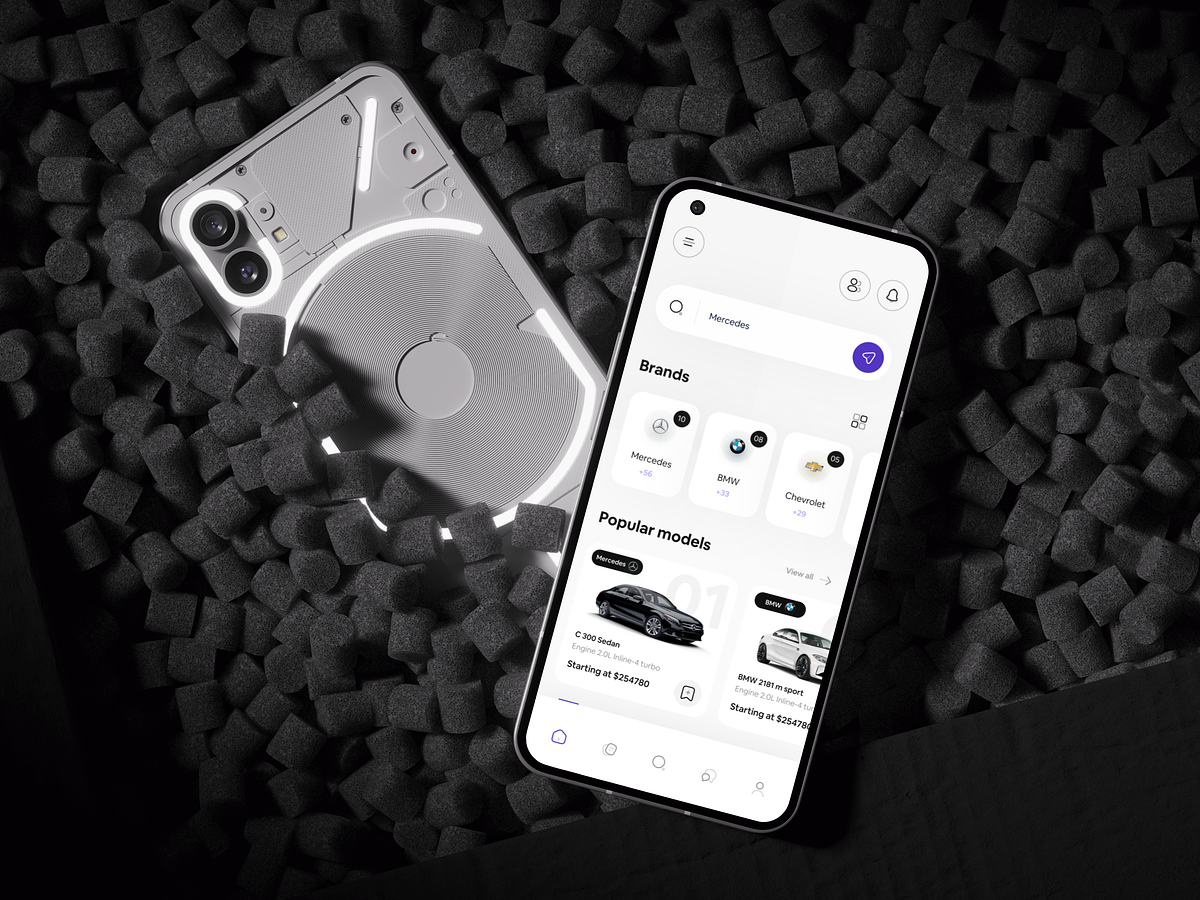 Mercedes
Brands
10
Mercedes
+56
08
BMW
+33
05
Chevrolet
+29
Popular models
View all
Mercedes
01
C 300 Sedan
Engine 2.0L Inline-4 turbo
Starting at $254780
BMW
BMW 2181 m sport
Engine 2.0L Inline-4 tur
Starting at $254780